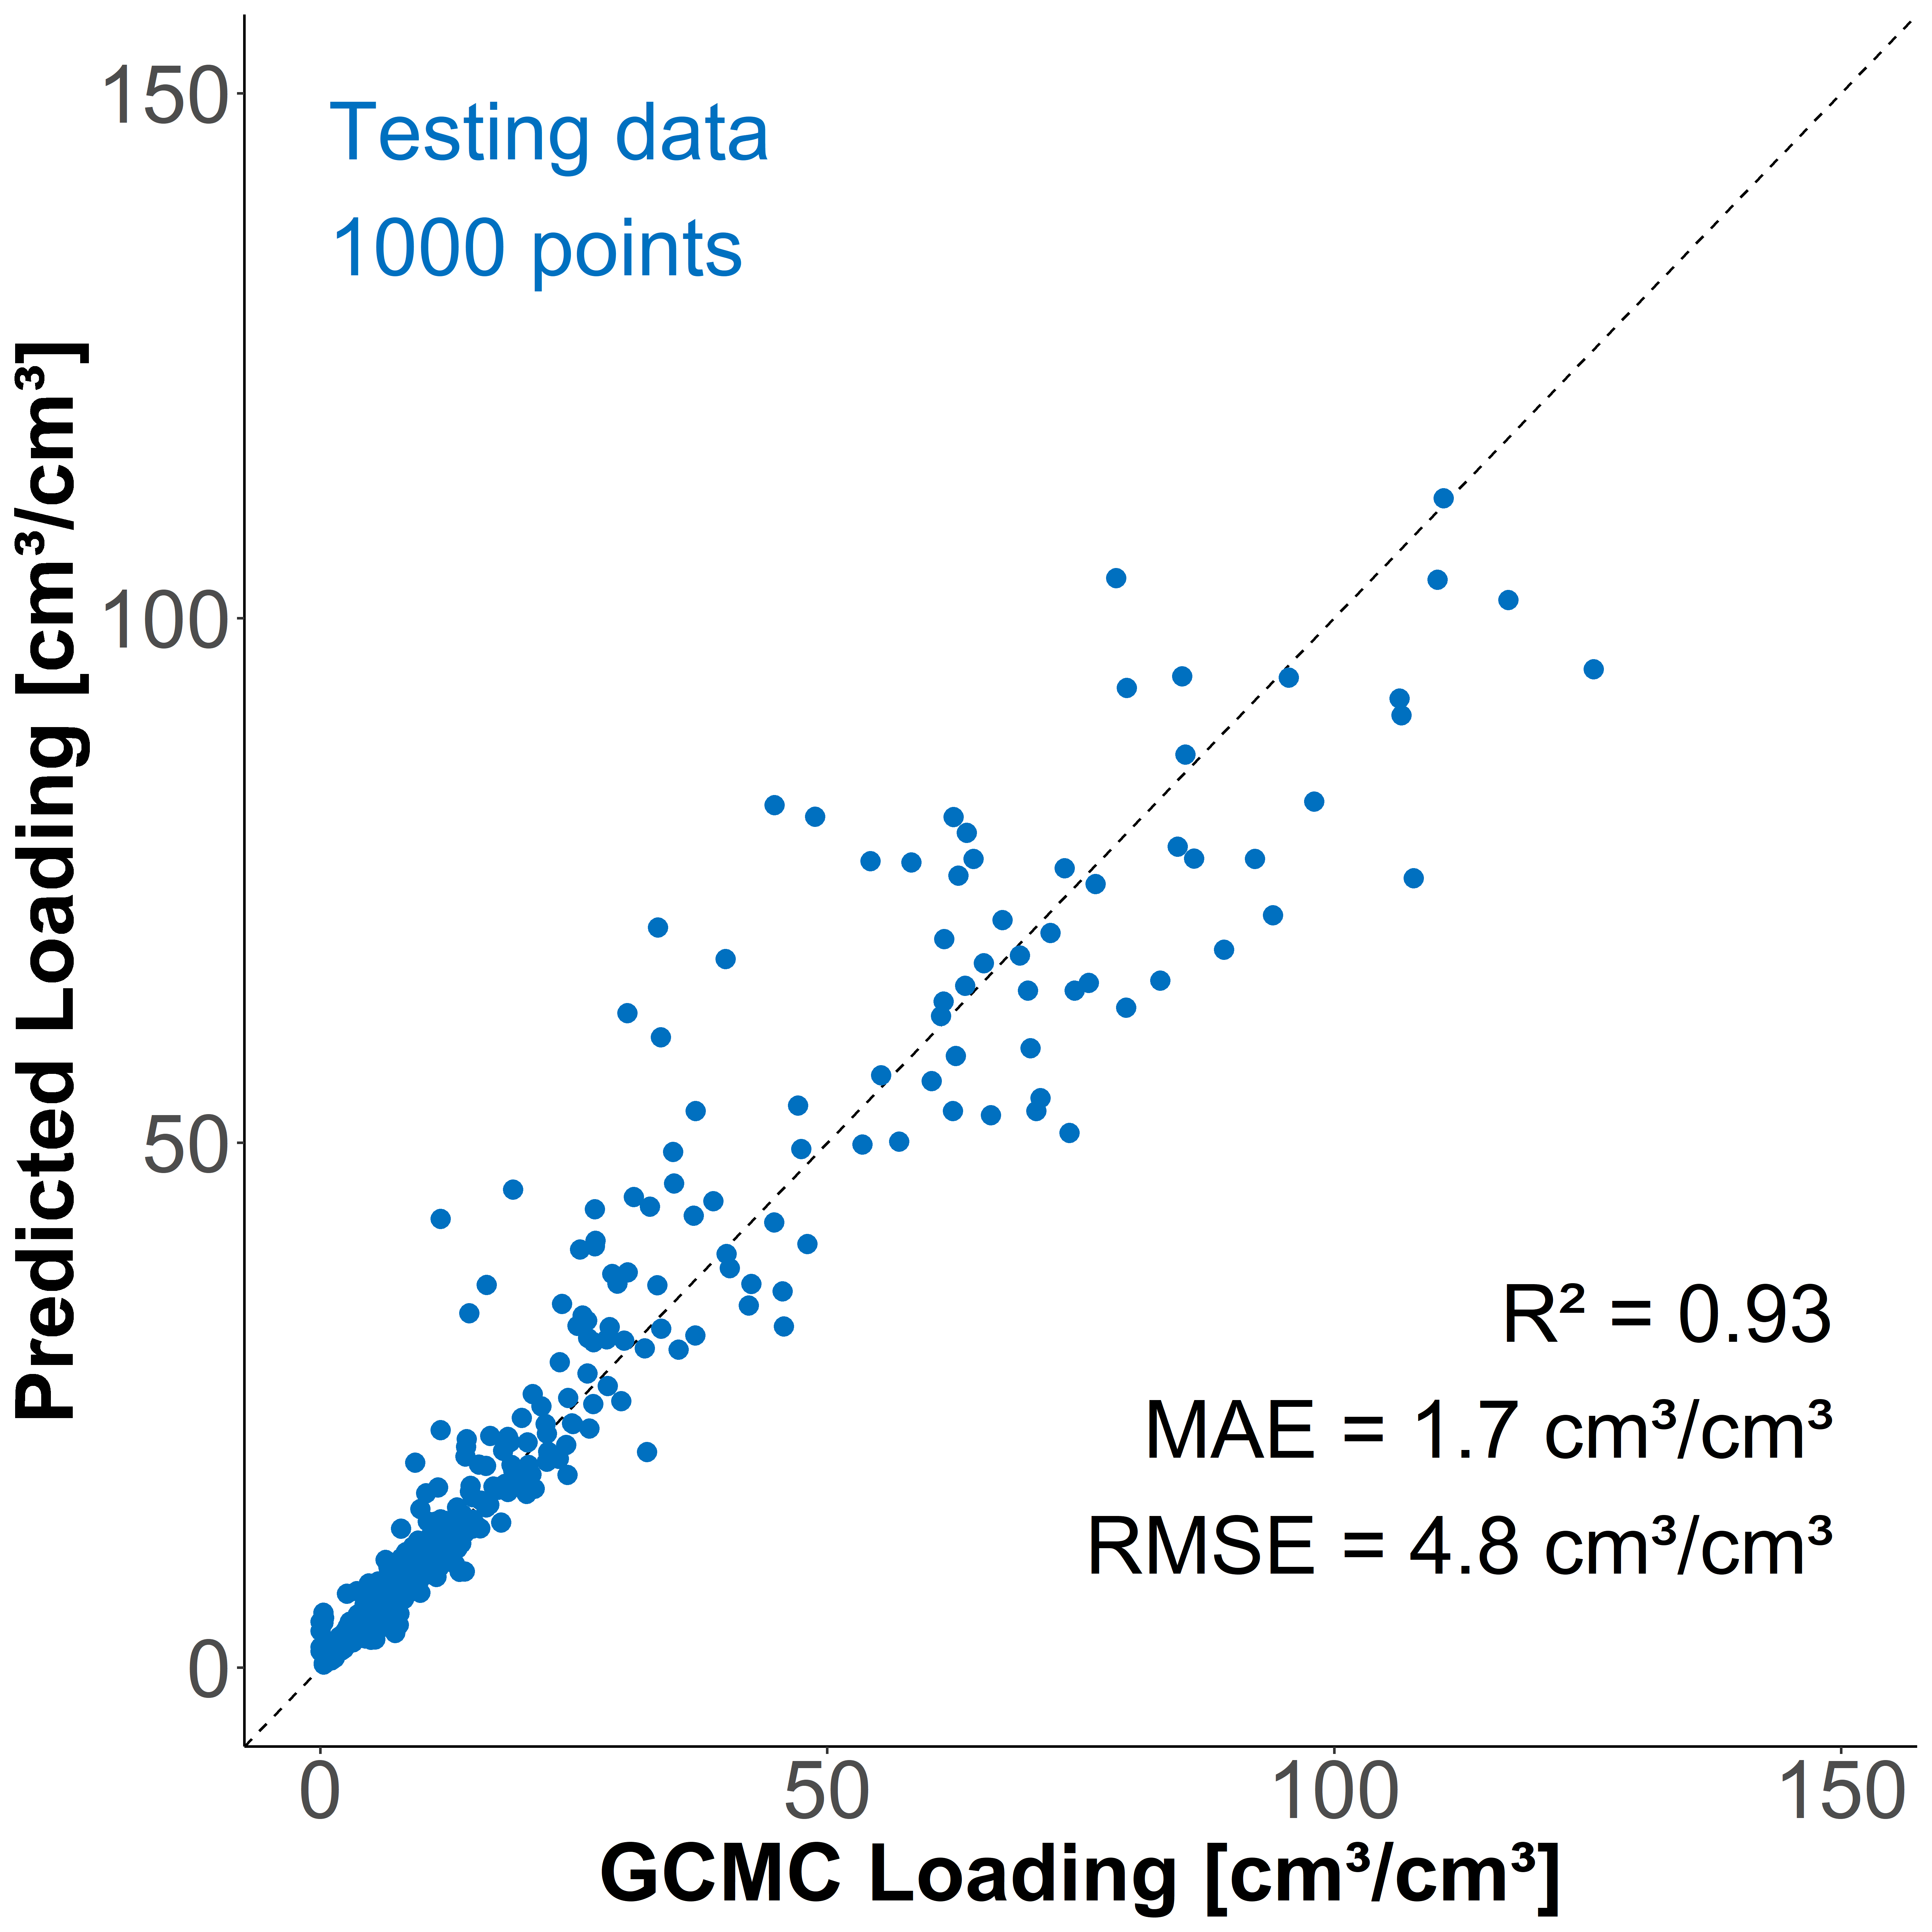 150
Testing data
1000 points
100
Predicted Loading [cm³/cm³]
50
R² = 0.93
MAE = 1.7 cm³/cm³
RMSE = 4.8 cm³/cm³
0
0 50 100 150
GCMC Loading [cm³/cm³]